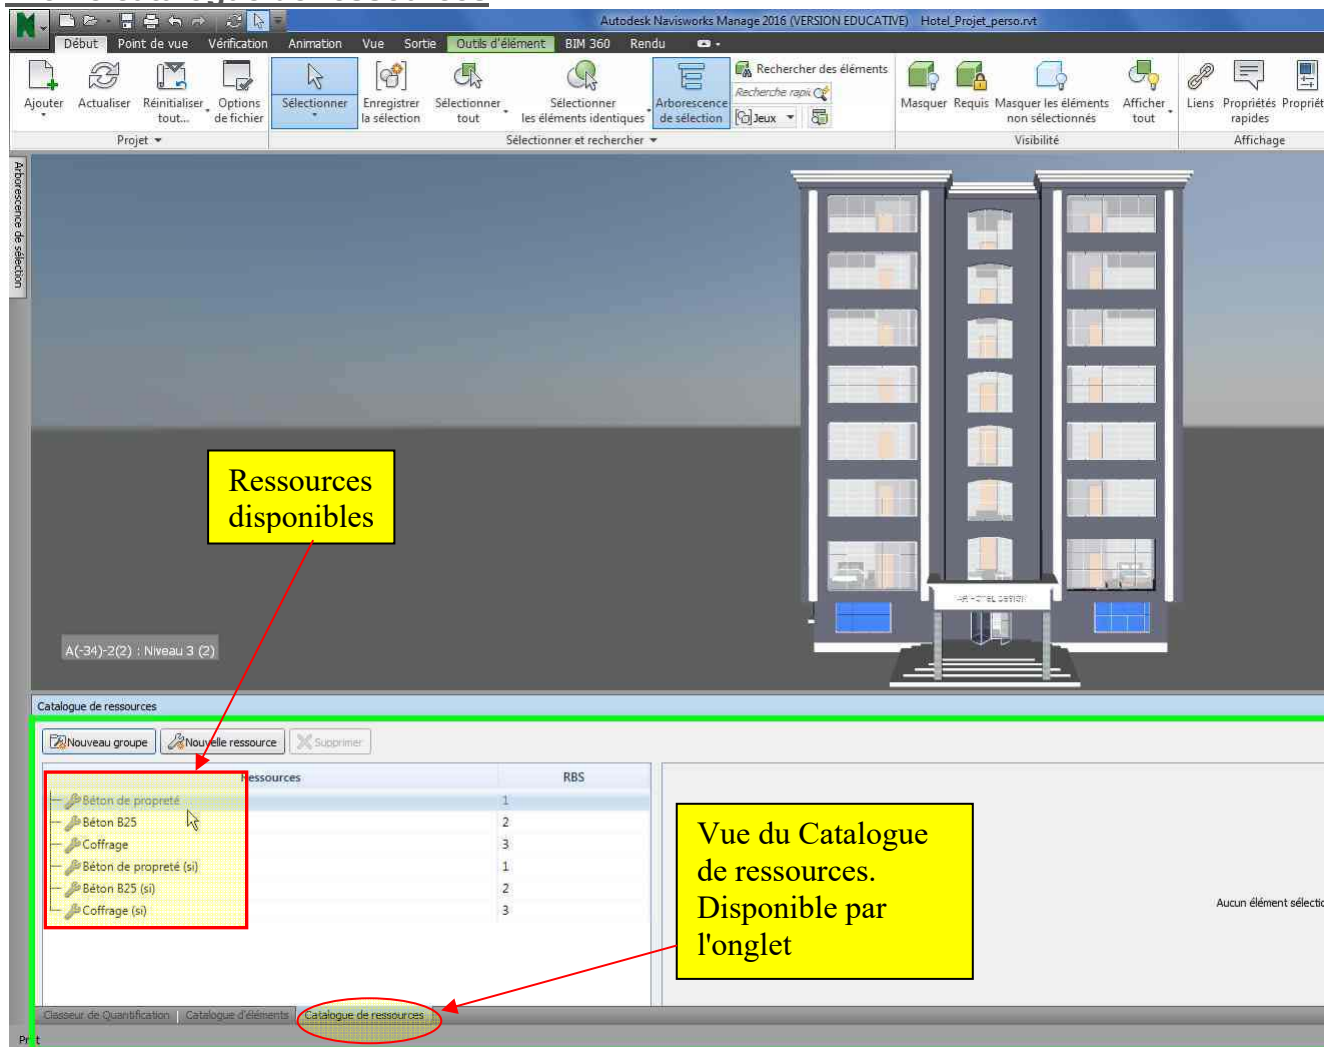 Autodesk Navisworks Manage 2016 (VERSION EDUCATIVE) Hotel_Projet_perso.rvt
Début Point de vue Vérification Animation Vue Sortie Outils d'élément BIM 360 Rendu
Ajouter Actualiser Réinitialiser tout... Options de fichier
Projet
Sélectionner Enregistrer la sélection Sélectionner tout Sélectionner les éléments identiques Arborescence de sélection
Rechercher des éléments
Recherche rapid
Jeux
Sélectionner et rechercher
Masquer Requis Masquer les éléments non sélectionnés Afficher tout
Visibilité
Liens Propriétés rapides Propriét
Affichage
Arborescence de sélection
Ressources
disponibles
A(-34)-2(2) : Niveau 3 (2)
Catalogue de ressources
Nouveau groupe Nouvelle ressource Supprimer
Ressources RBS
Béton de propreté 1
Béton B25 2
Coffrage 3
Béton de propreté (si) 1
Béton B25 (si) 2
Coffrage (si) 3
Vue du Catalogue
de ressources.
Disponible par
l'onglet
Aucun élément sélectio
Classeur de Quantification Catalogue d'éléments Catalogue de ressources